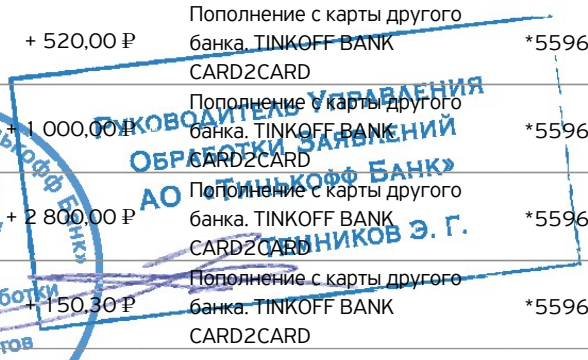 Пополнение с карты другого
+ 520,00 ₽ банка. TINKOFF BANK *5596
CARD2CARD
Пополнение с карты другого
+ 1 000,00 ₽ банка. TINKOFF BANK *5596
CARD2CARD
Пополнение с карты другого
+ 2 800,00 ₽ банка. TINKOFF BANK *5596
CARD2CARD
Пополнение с карты другого
+ 150,30 ₽ банка. TINKOFF BANK *5596
CARD2CARD
РУКОВОДИТЕЛЬ УПРАВЛЕНИЯ
ОБРАБОТКИ ЗАЯВЛЕНИЙ
АО «ТИНЬКОФФ БАНК»
ТЕННИКОВ Э. Г.
Банк»